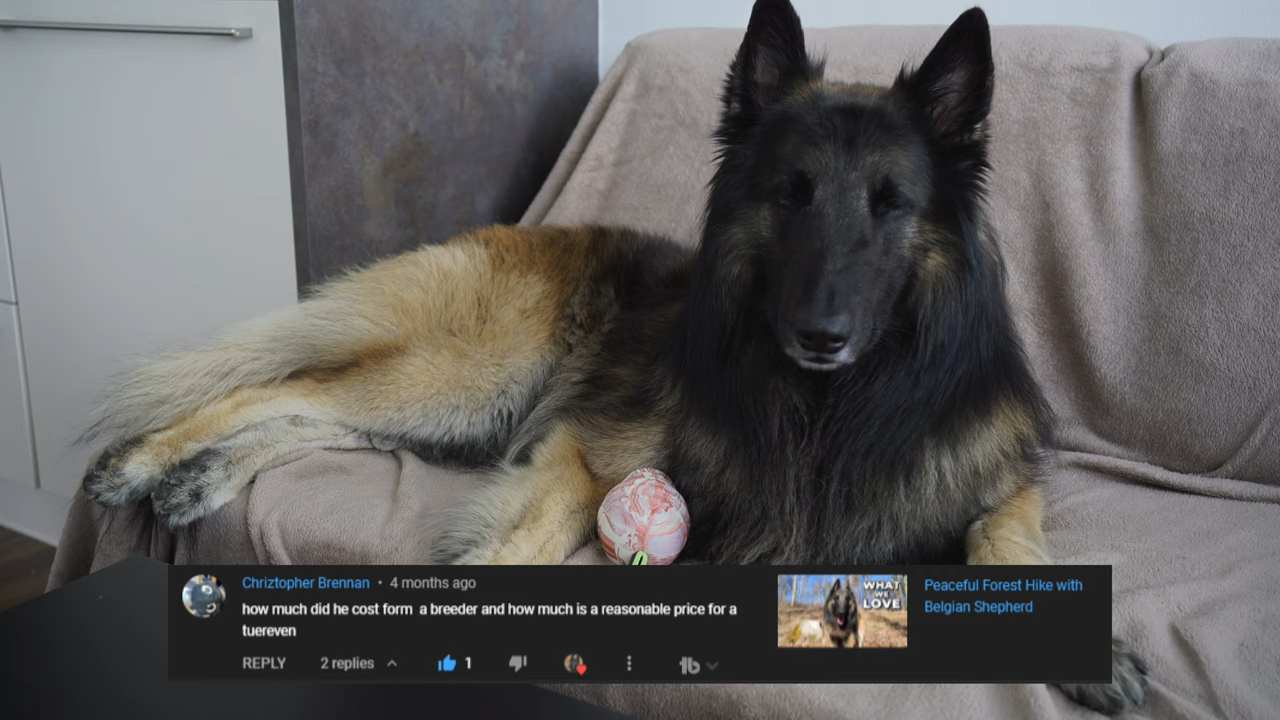 Chriztopher Brennan • 4 months ago
how much did he cost form a breeder and how much is a reasonable price for a
tuereven
REPLY 2 replies 1
tb
WHAT
WE
LOVE
Peaceful Forest Hike with
Belgian Shepherd